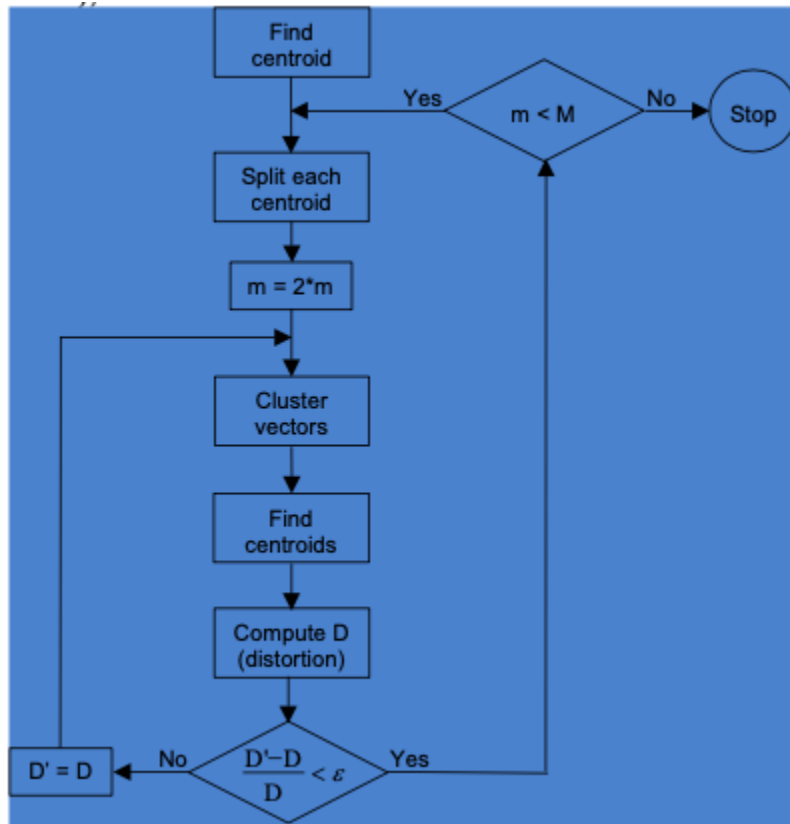 Find
centroid
Yes
m < M
No
Stop
Split each
centroid
m = 2*m
Cluster
vectors
Find
centroids
Compute D
(distortion)
D' = D
No
D'−D
D
< ε
Yes